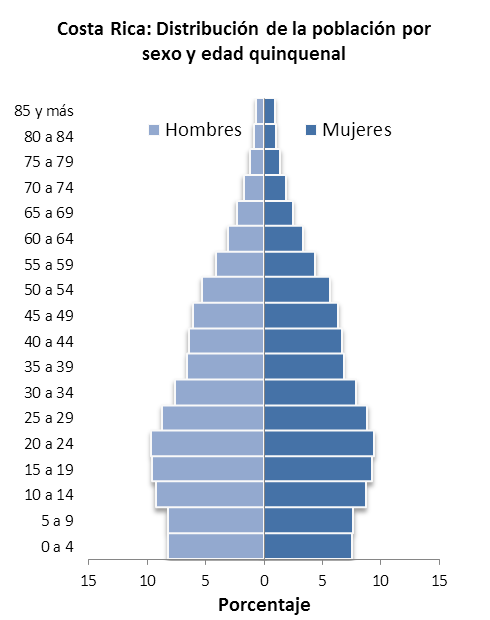 Costa Rica: Distribución de la población por
sexo y edad quinquenal
Hombres Mujeres
85 y más
80 a 84
75 a 79
70 a 74
65 a 69
60 a 64
55 a 59
50 a 54
45 a 49
40 a 44
35 a 39
30 a 34
25 a 29
20 a 24
15 a 19
10 a 14
5 a 9
0 a 4
15 10 5 0 5 10 15
Porcentaje